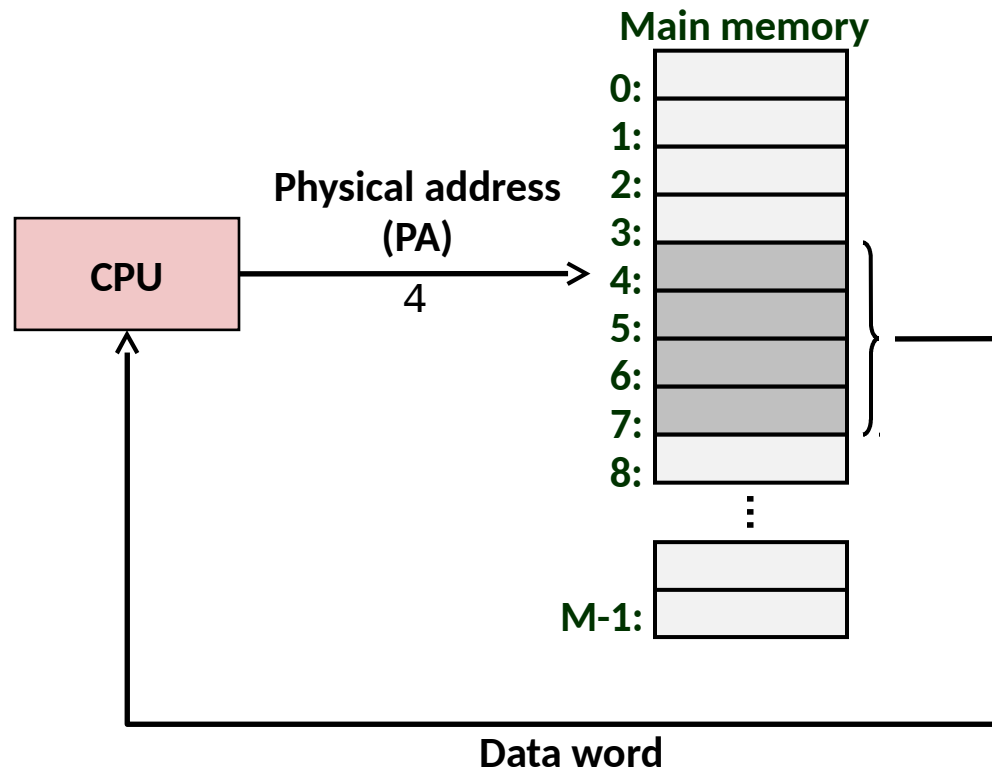 Main memory
0:
1:
Physical address
(PA)
2:
3:
CPU
4
4:
5:
6:
7:
8:
M-1:
Data word